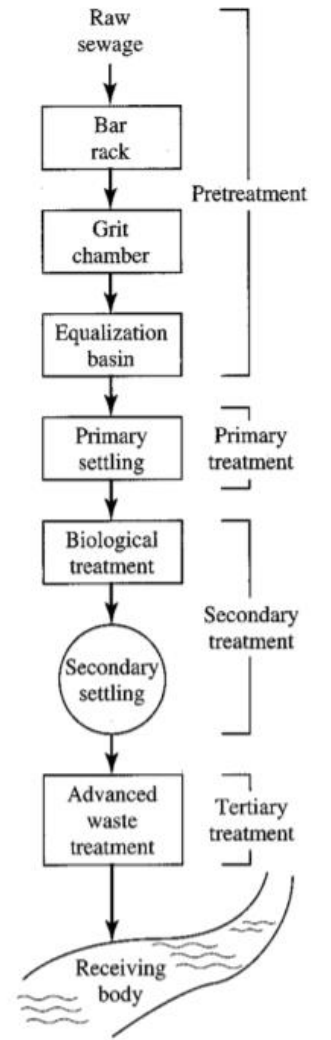 Raw
sewage
Bar
rack
Pretreatment
Grit
chamber
Equalization
basin
Primary
settling
Primary
treatment
Biological
treatment
Secondary
treatment
Secondary
settling
Advanced
waste
treatment
Tertiary
treatment
Receiving
body